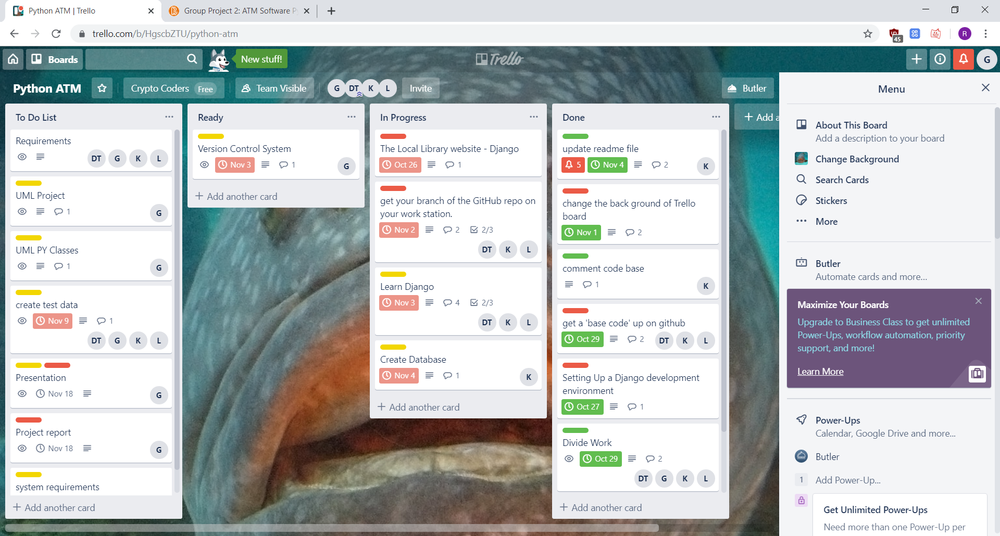 Python ATM | Trello
Group Project 2: ATM Software P
trello.com/b/HgscbZTU/python-atm
45
OP.GG
R
Boards
New stuff!
Trello
G
Python ATM
Crypto Coders Free
Team Visible
G DT K L
Invite
Butler
To Do List
Requirements
DT G K L
UML Project
1
G
UML PY Classes
1
G
create test data
Nov 9 1
DT G K L
Presentation
Nov 18
G
Project report
Nov 18
G
system requirements
+ Add another card
Ready
Version Control System
Nov 3 1
G
+ Add another card
In Progress
The Local Library website - Django
Oct 26 1
get your branch of the GitHub repo on
your work station.
Nov 2 2 2/3
DT K L
Learn Django
Nov 3 4 2/3
DT K L
Create Database
Nov 4 1
K
+ Add another card
Done
update readme file
5 Nov 4 2
K
change the back ground of Trello
board
Nov 1 2
comment code base
1
K
get a 'base code' up on github
Oct 29 2
DT K L
Setting Up a Django development
environment
Oct 27 1
Divide Work
Oct 29 2
DT G K L
+ Add another card
+ Add a
Menu
About This Board
Add a description to your board
Change Background
Search Cards
Stickers
More
Butler
Automate cards and more...
Maximize Your Boards
Upgrade to Business Class to get unlimited
Power-Ups, workflow automation, priority
support, and more!
Learn More
Power-Ups
Calendar, Google Drive and more...
Butler
1 Add Power-Up...
Get Unlimited Power-Ups
Need more than one Power-Up per